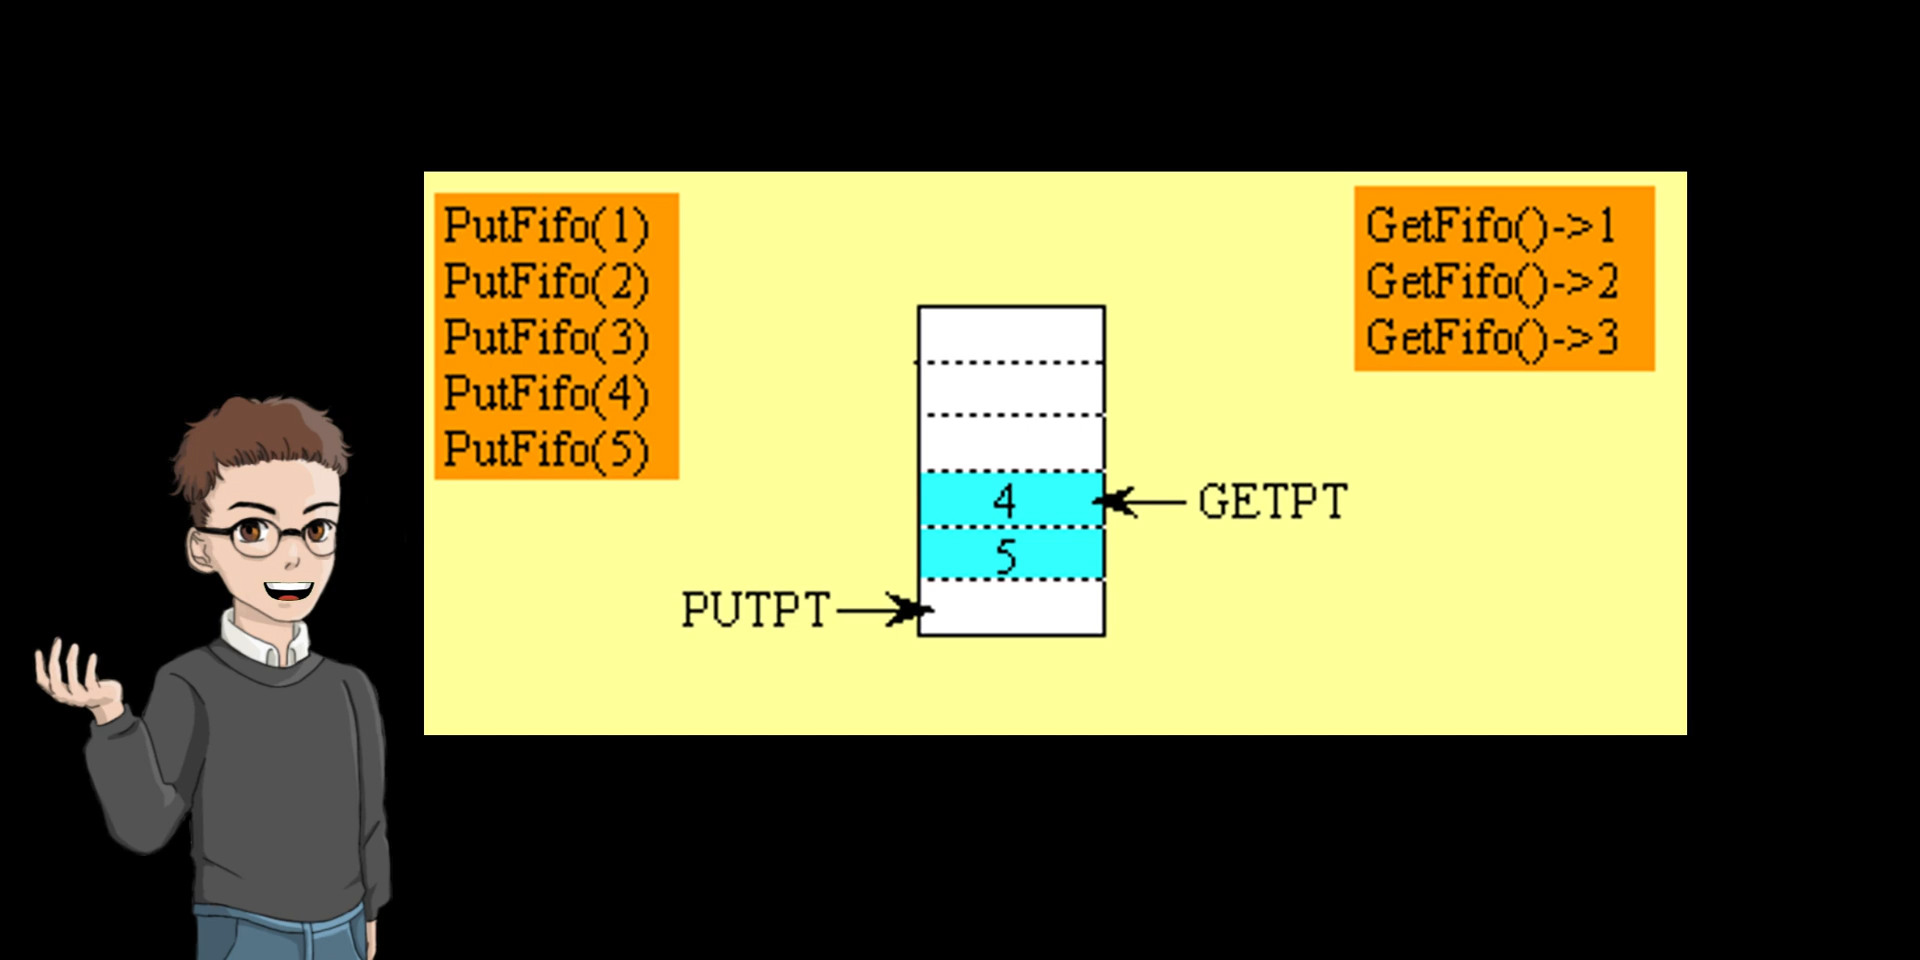 PutFifo(1)
PutFifo(2)
PutFifo(3)
PutFifo(4)
PutFifo(5)
GetFifo()->1
GetFifo()->2
GetFifo()->3
4
GETPT
5
PUTPT